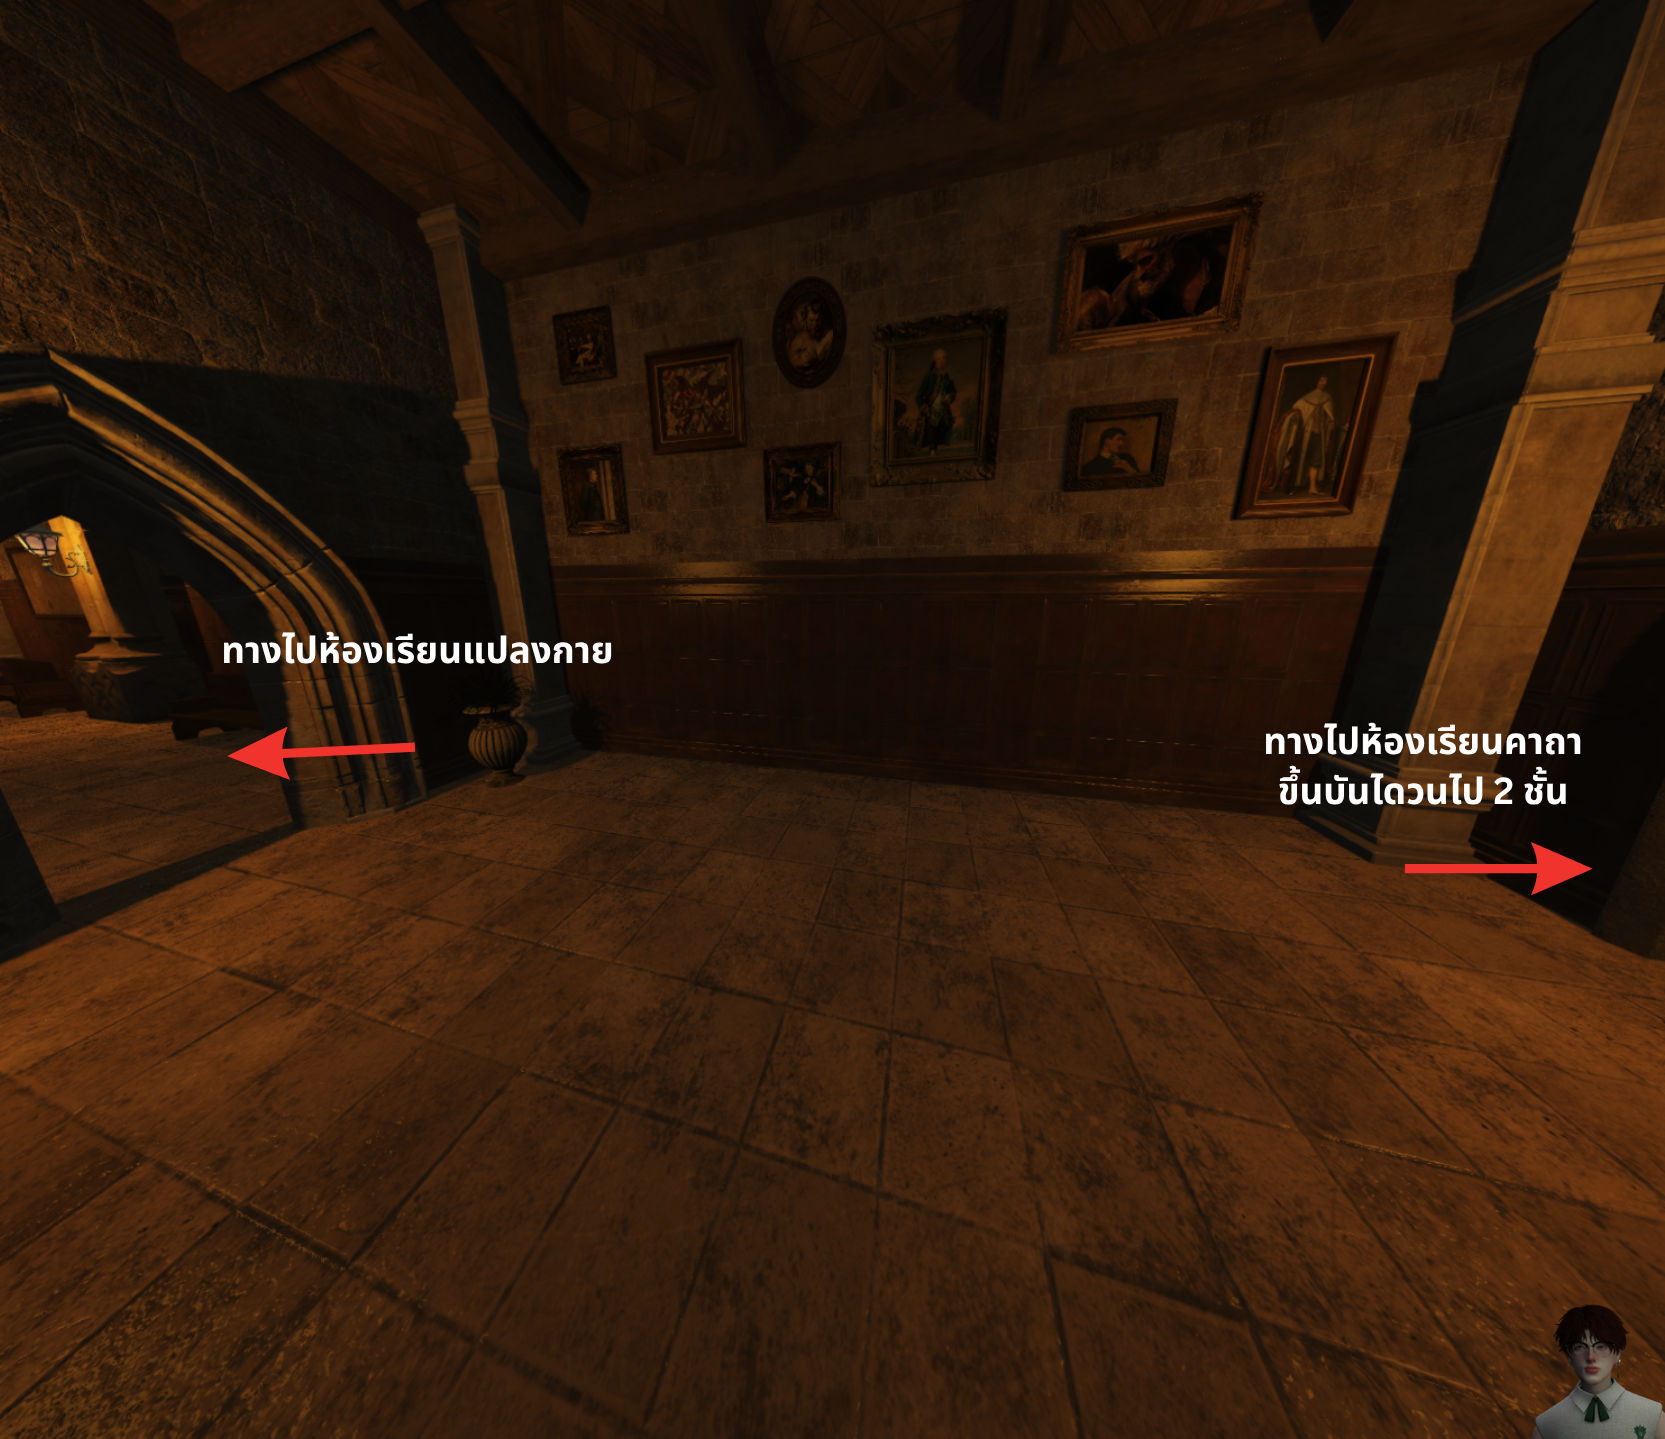 ทางไปห้องเรียนแปลงกาย
ทางไปห้องเรียนคาถา
ขึ้นบันไดวนไป 2 ชั้น